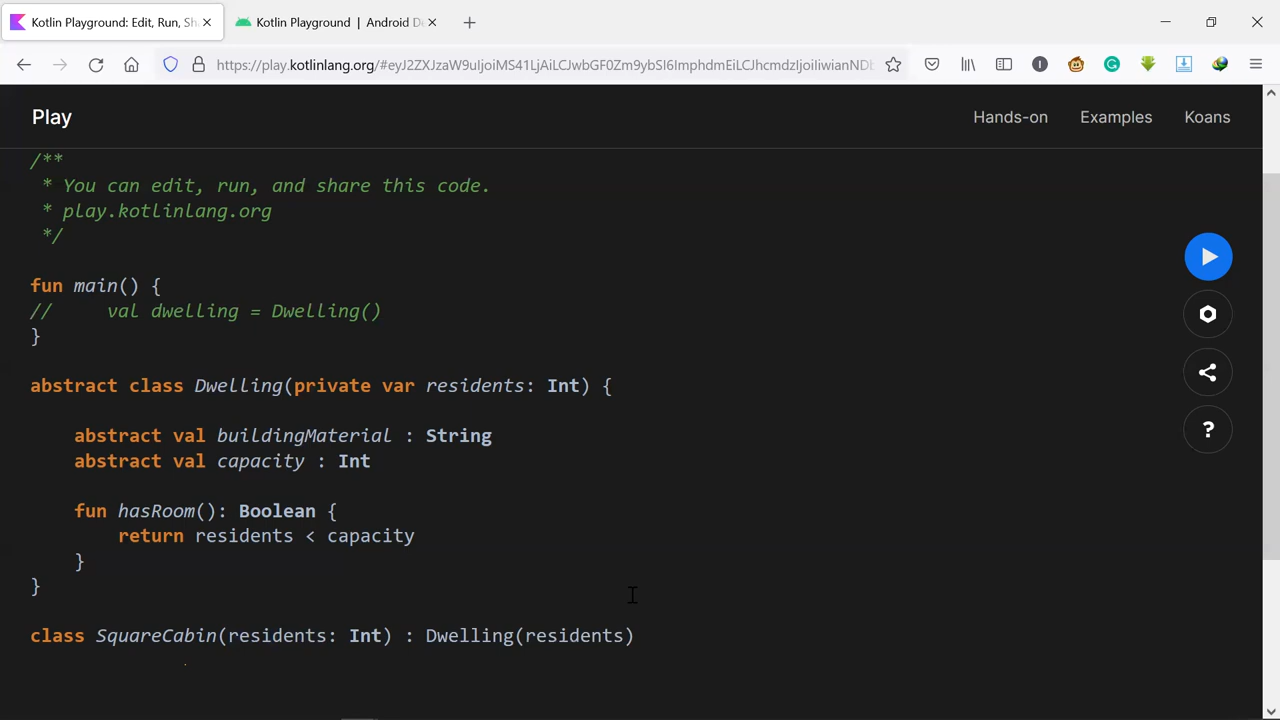 Kotlin Playground: Edit, Run, Sh
Kotlin Playground | Android De
https://play.kotlinlang.org/#eyJ2ZXJzaW9uIjoiMS41LjAiLCJwbGF0Zm9ybSI6ImphdmEiLCJhcmdzIjoiIiwianNDb
Play
Hands-on Examples Koans
/**
* You can edit, run, and share this code.
* play.kotlinlang.org
*/
fun main() {
// val dwelling = Dwelling()
}
abstract class Dwelling(private var residents: Int) {
abstract val buildingMaterial : String
abstract val capacity : Int
fun hasRoom(): Boolean {
return residents < capacity
}
}
class SquareCabin(residents: Int) : Dwelling(residents)